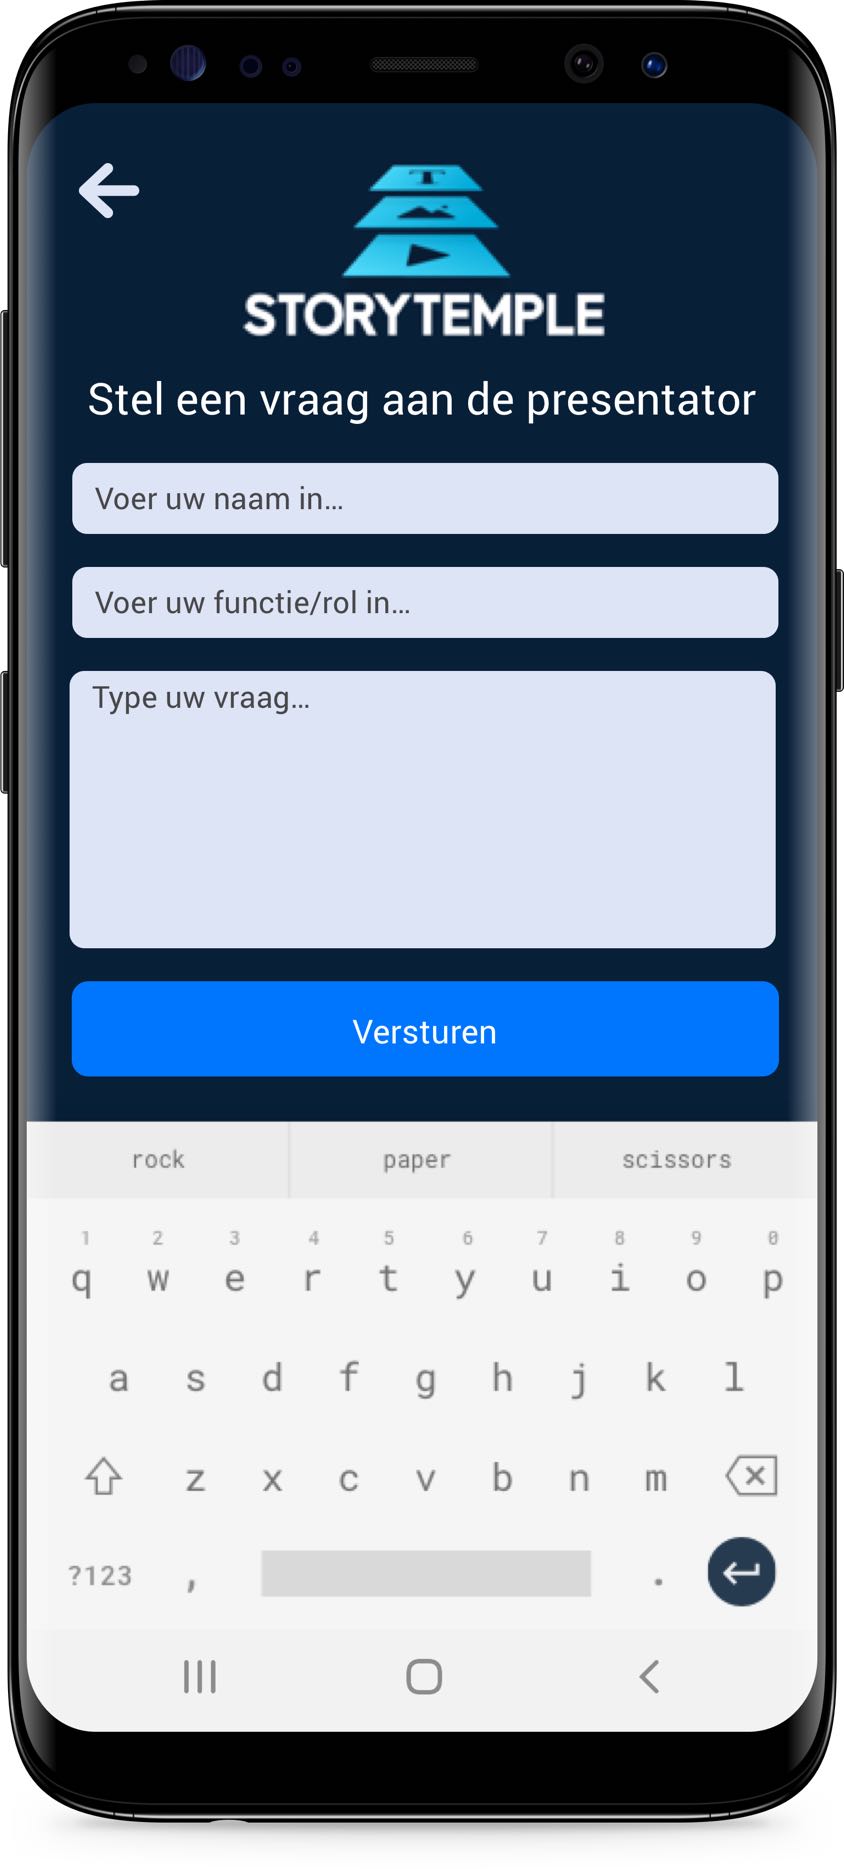 T
STORYTEMPLE
Stel een vraag aan de presentator
Voer uw naam in...
Voer uw functie/rol in...
Type uw vraag...
Versturen
rock paper scissors
1 2 3 4 5 6 7 8 9 0
q w e r t y u i o p
a s d f g h j k l
z x c v b n m
?123 , .